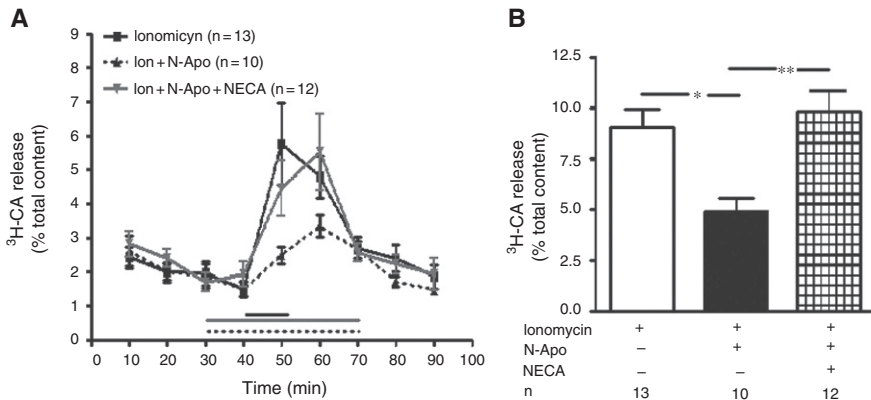 A
Ionomicyn (n=13)
Ion+N-Apo (n=10)
Ion+N-Apo+NECA (n=12)
9
8
7
6
5
4
3
2
1
0
³H-CA release
(% total content)
0 10 20 30 40 50 60 70 80 90 100
Time (min)
B
12.5
10.0
7.5
5.0
2.5
0.0
³H-CA release
(% total content)
*
**
Ionomycin + + +
N-Apo – + +
NECA – – +
n 13 10 12